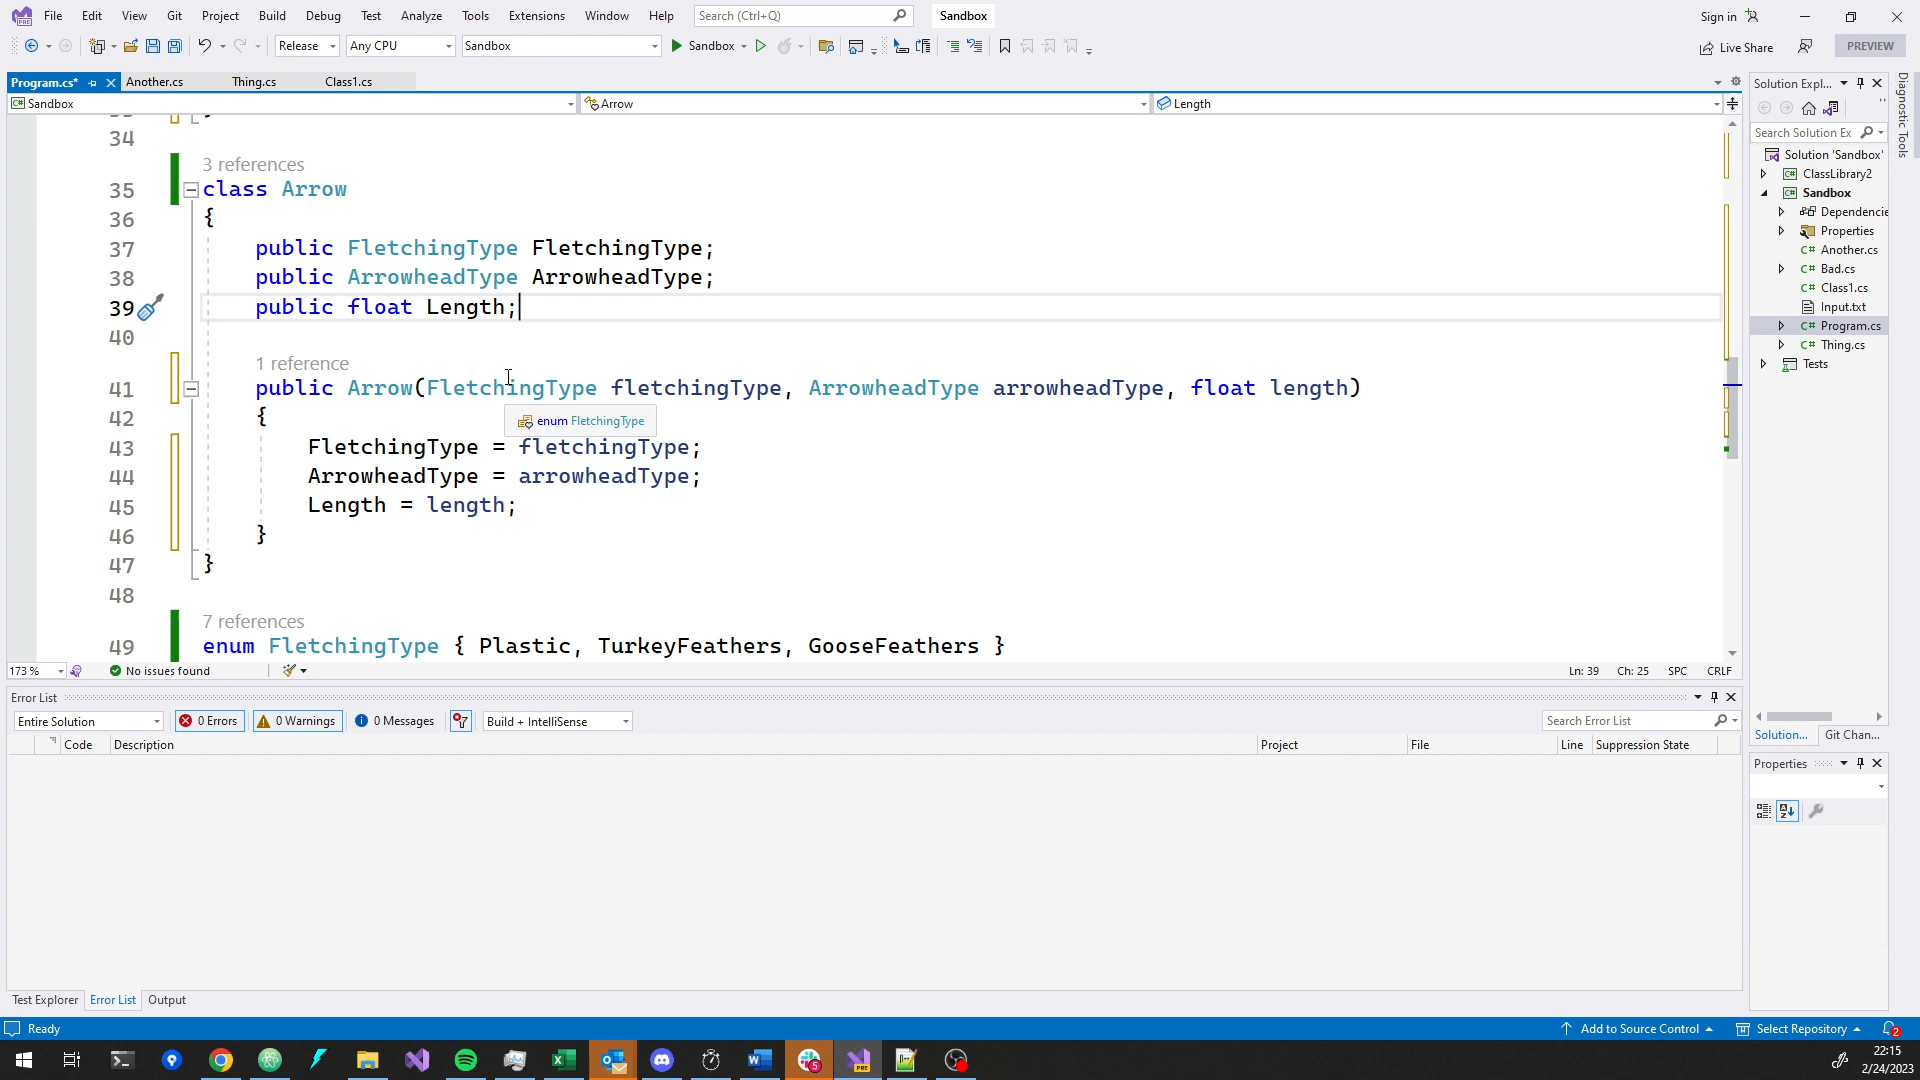 File Edit View Git Project Build Debug Test Analyze Tools Extensions Window Help Search (Ctrl+Q) Sandbox Sign in
Release Any CPU Sandbox Sandbox Live Share PREVIEW
Program.cs* Another.cs Thing.cs Class1.cs
Sandbox Arrow Length
34
3 references
35 class Arrow
36 {
37 public FletchingType FletchingType;
38 public ArrowheadType ArrowheadType;
39 public float Length;
40
1 reference
41 public Arrow(FletchingType fletchingType, ArrowheadType arrowheadType, float length)
42 {
enum FletchingType
43 FletchingType = fletchingType;
44 ArrowheadType = arrowheadType;
45 Length = length;
46 }
47 }
48
7 references
49 enum FletchingType { Plastic, TurkeyFeathers, GooseFeathers }
173 % No issues found Ln: 39 Ch: 25 SPC CRLF
Error List
Entire Solution 0 Errors 0 Warnings 0 Messages Build + IntelliSense Search Error List
Code Description Project File Line Suppression State
Test Explorer Error List Output
Solution Expl...
Search Solution Ex
Solution 'Sandbox'
ClassLibrary2
Sandbox
Dependencie
Properties
Another.cs
Bad.cs
Class1.cs
Input.txt
Program.cs
Thing.cs
Tests
Solution... Git Chan...
Properties
Diagnostic Tools
Ready Add to Source Control Select Repository 2
22:15
2/24/2023